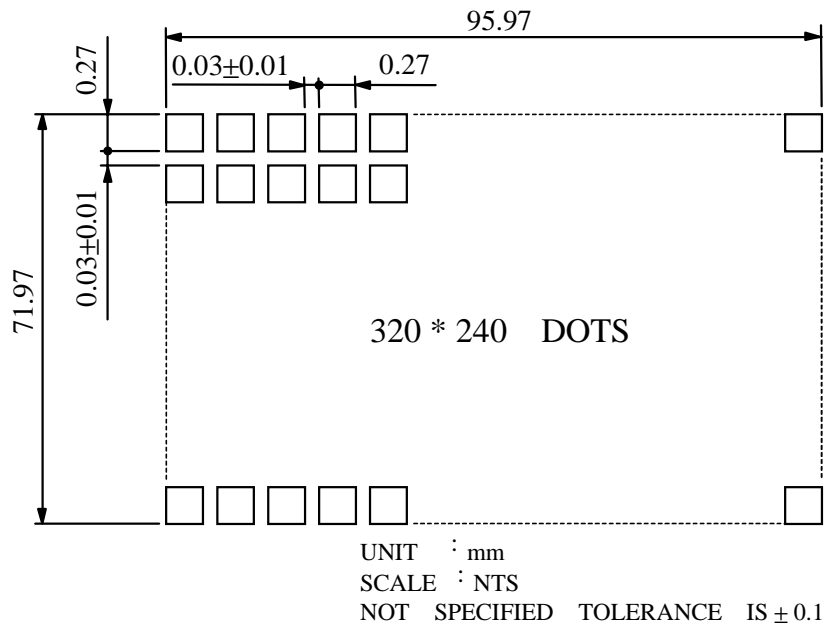 95.97
0.03±0.01
0.27
0.27
0.03±0.01
71.97
320 * 240 DOTS
UNIT : mm
SCALE : NTS
NOT SPECIFIED TOLERANCE IS ± 0.1